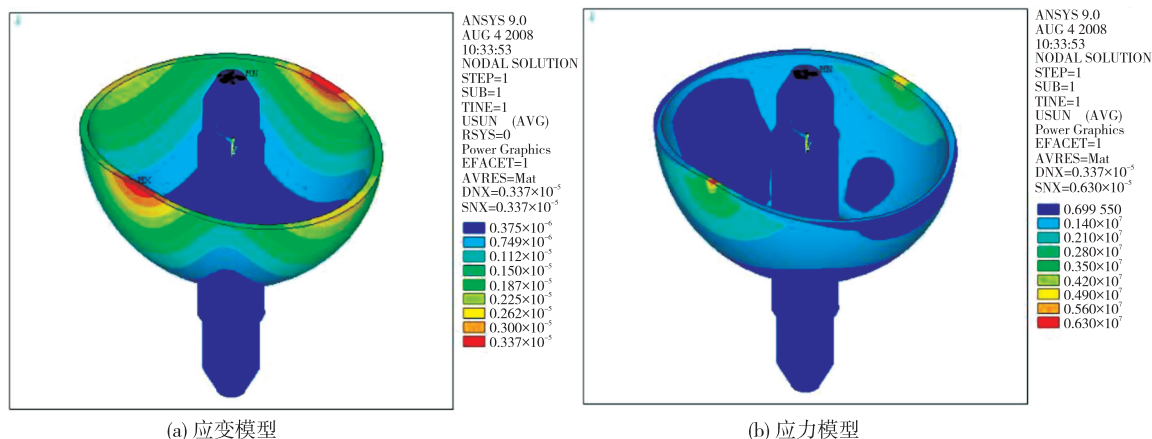 ANSYS 9.0
AUG 4 2008
10:33:53
NODAL SOLUTION
STEP=1
SUB=1
TINE=1
USUN (AVG)
RSYS=0
Power Graphics
EFACET=1
AVRES=Mat
DNX=0.337×10⁻⁵
SNX=0.337×10⁻⁵
0.375×10⁻⁶
0.749×10⁻⁶
0.112×10⁻⁵
0.150×10⁻⁵
0.187×10⁻⁵
0.225×10⁻⁵
0.262×10⁻⁵
0.300×10⁻⁵
0.337×10⁻⁵
(a) 应变模型
ANSYS 9.0
AUG 4 2008
10:33:53
NODAL SOLUTION
STEP=1
SUB=1
TINE=1
USUN (AVG)
Power Graphics
EFACET=1
AVRES=Mat
DNX=0.337×10⁻⁵
SNX=0.630×10⁻⁵
0.699 550
0.140×10⁷
0.210×10⁷
0.280×10⁷
0.350×10⁷
0.420×10⁷
0.490×10⁷
0.560×10⁷
0.630×10⁷
(b) 应力模型